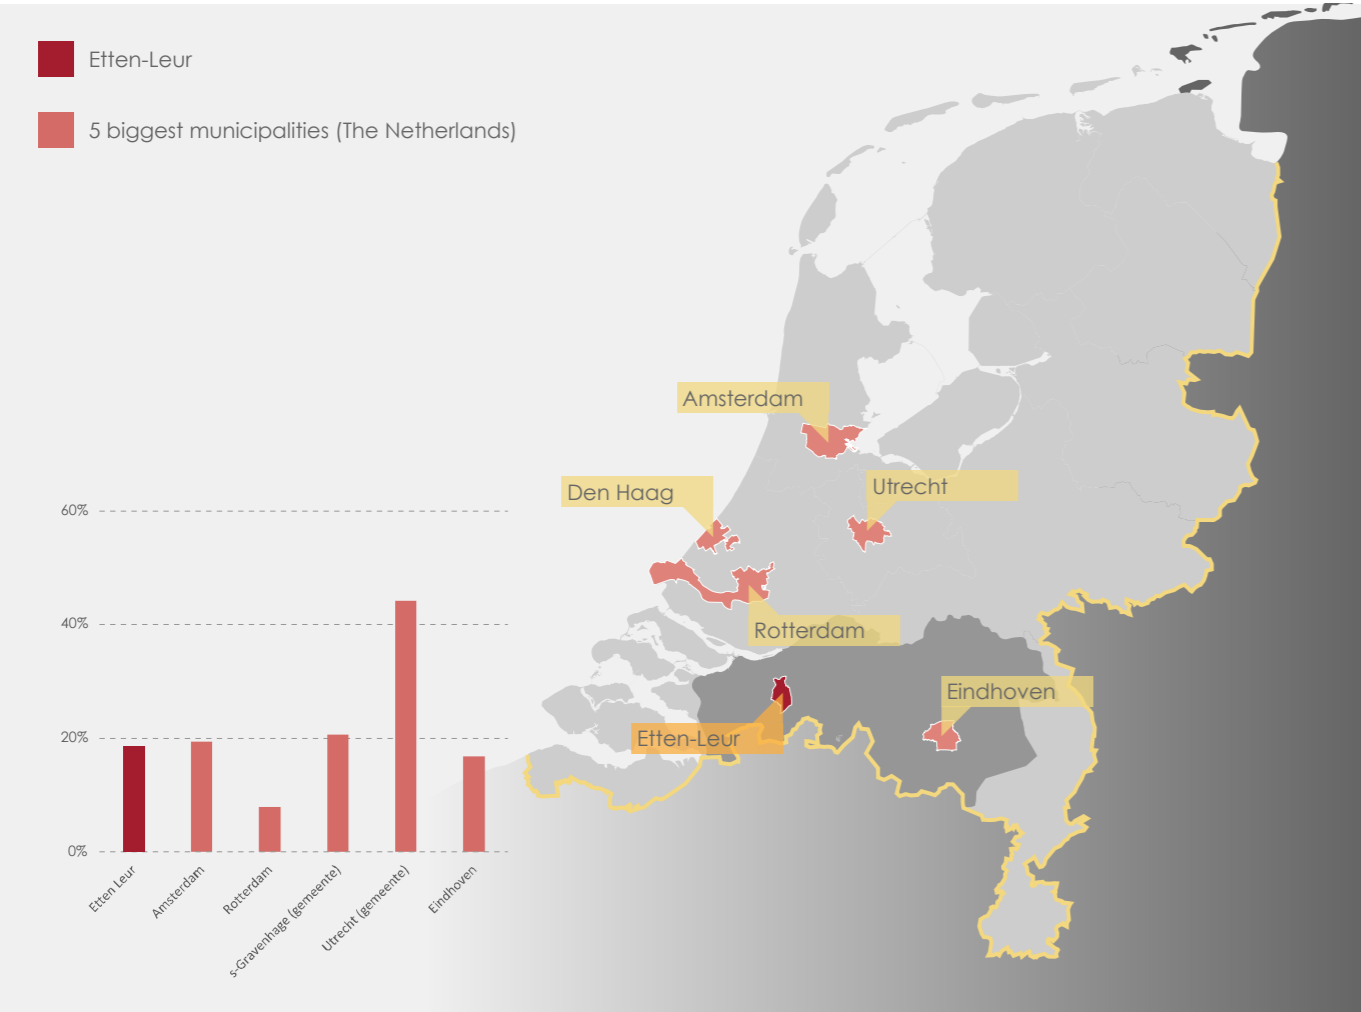 Etten-Leur
5 biggest municipalities (The Netherlands)
Amsterdam
Utrecht
Den Haag
Rotterdam
Eindhoven
Etten-Leur
60%
40%
20%
0%
Etten Leur
Amsterdam
Rotterdam
s-Gravenhage (gemeente)
Utrecht (gemeente)
Eindhoven